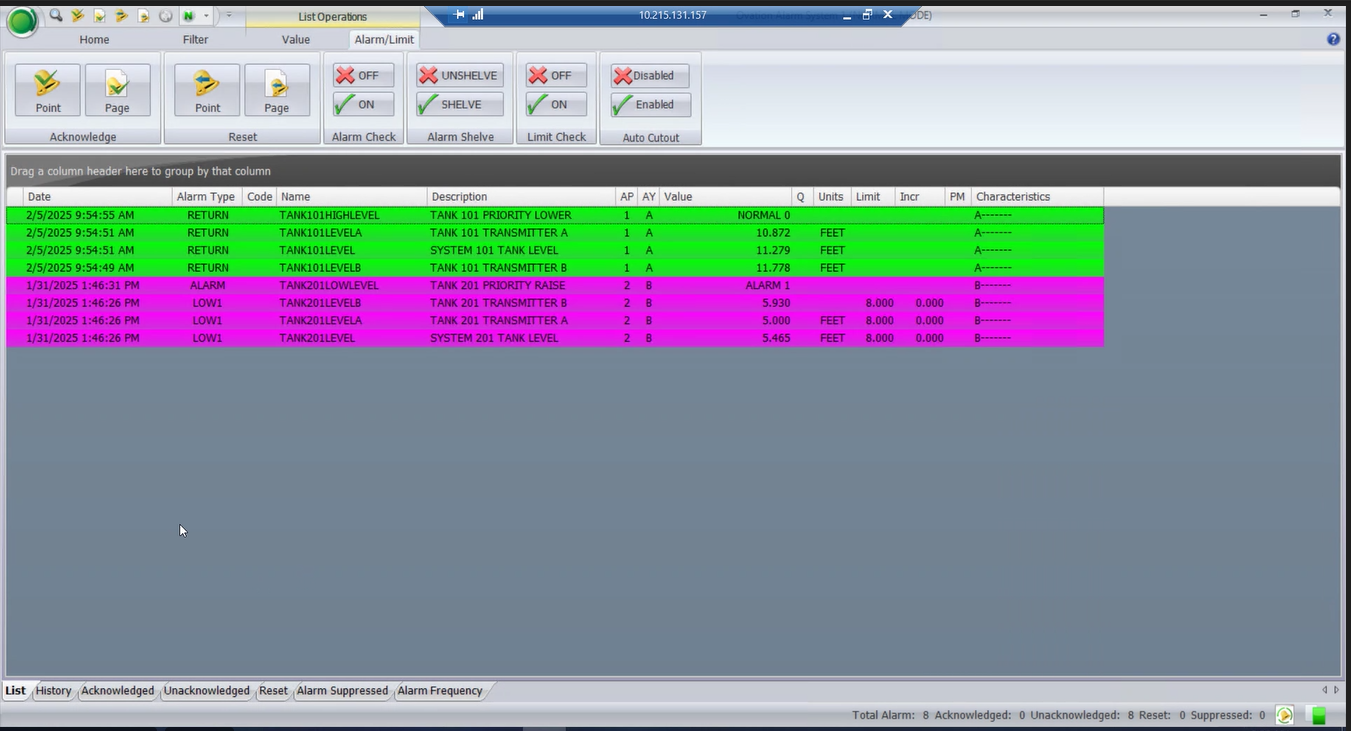 List Operations
10.215.131.157
Home Filter Value Alarm/Limit
OFF UNSHELVE OFF Disabled
Point Page Point Page ON SHELVE ON Enabled
Acknowledge Reset Alarm Check Alarm Shelve Limit Check Auto Cutout
Drag a column header here to group by that column
Date Alarm Type Code Name Description AP AY Value Q Units Limit Incr PM Characteristics
2/5/2025 9:54:55 AM RETURN TANK101HIGHLEVEL TANK 101 PRIORITY LOWER 1 A NORMAL 0 A-------
2/5/2025 9:54:51 AM RETURN TANK101LEVELA TANK 101 TRANSMITTER A 1 A 10.872 FEET A-------
2/5/2025 9:54:51 AM RETURN TANK101LEVEL SYSTEM 101 TANK LEVEL 1 A 11.279 FEET A-------
2/5/2025 9:54:49 AM RETURN TANK101LEVELB TANK 101 TRANSMITTER B 1 A 11.778 FEET A-------
1/31/2025 1:46:31 PM ALARM TANK201LOWLEVEL TANK 201 PRIORITY RAISE 2 B ALARM 1 B-------
1/31/2025 1:46:26 PM LOW1 TANK201LEVELB TANK 201 TRANSMITTER B 2 B 5.930 8.000 0.000 B-------
1/31/2025 1:46:26 PM LOW1 TANK201LEVELA TANK 201 TRANSMITTER A 2 B 5.000 FEET 8.000 0.000 B-------
1/31/2025 1:46:26 PM LOW1 TANK201LEVEL SYSTEM 201 TANK LEVEL 2 B 5.465 FEET 8.000 0.000 B-------
List History Acknowledged Unacknowledged Reset Alarm Suppressed Alarm Frequency
Total Alarm: 8 Acknowledged: 0 Unacknowledged: 8 Reset: 0 Suppressed: 0